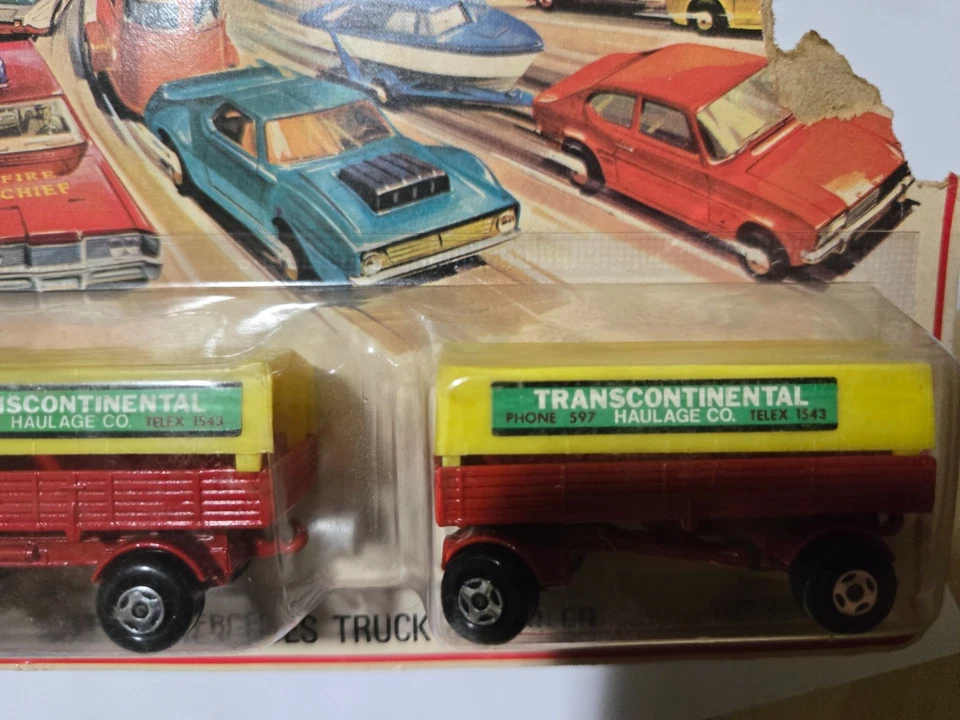 FIRE
CHIEF
NSCONTINENTAL
HAULAGE CO. TELEX 1543
TRANSCONTINENTAL
PHONE 597 HAULAGE CO. TELEX 1543
TRUCK